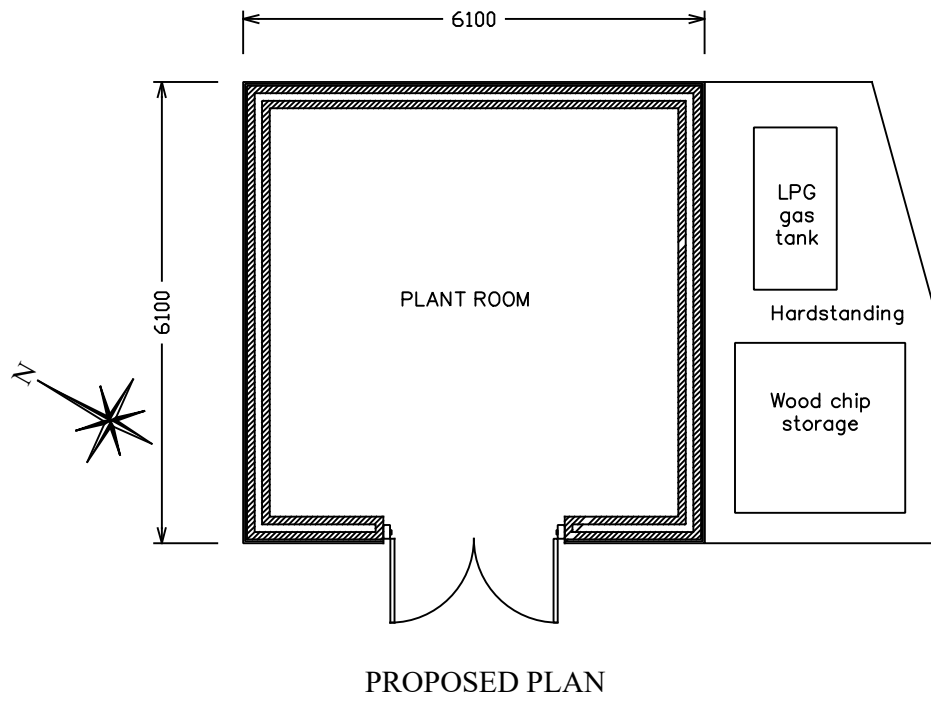 6100
6100
N
PLANT ROOM
LPG
gas
tank
Hardstanding
Wood chip
storage
PROPOSED PLAN